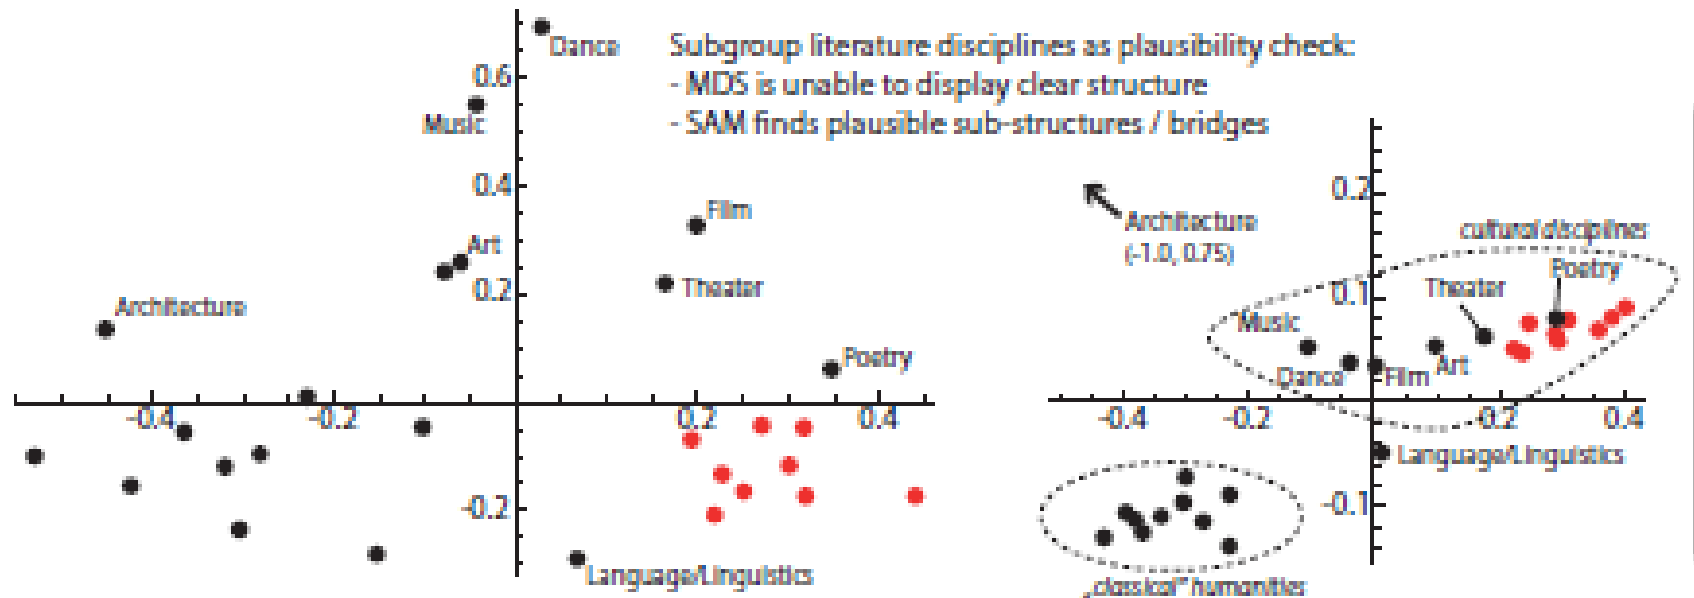 Dance
Subgroup literature disciplines as plausibility check:
- MDS is unable to display clear structure
- SAM finds plausible sub-structures / bridges
0.6
Music
0.4
Film
Art
0.2
Theater
Architecture
Poetry
-0.4
-0.2
0.2
0.4
-0.2
Language/Linguistics
0.2
Architecture
(-1.0, 0.75)
cultural disciplines
Poetry
0.1
Theater
Music
Dance
Film
Art
-0.4
-0.2
0.2
0.4
Language/Linguistics
-0.1
„classical“ humanities